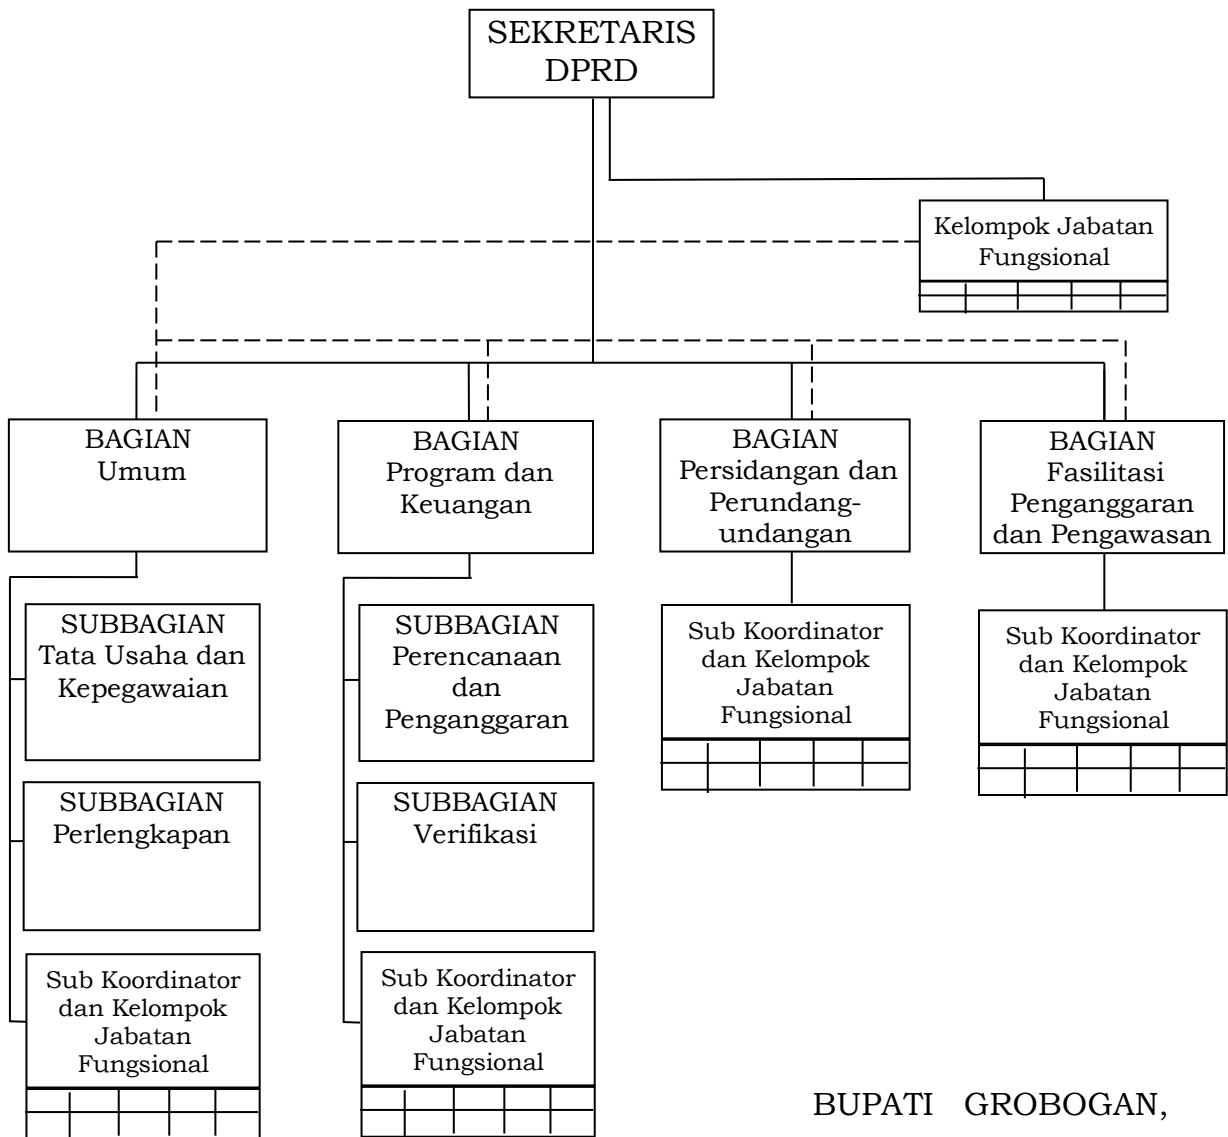 SEKRETARIS
DPRD
Kelompok Jabatan
Fungsional
BAGIAN
Umum
BAGIAN
Program dan
Keuangan
BAGIAN
Persidangan dan
Perundang-
undangan
BAGIAN
Fasilitasi
Penganggaran
dan Pengawasan
SUBBAGIAN
Tata Usaha dan
Kepegawaian
SUBBAGIAN
Perencanaan
dan
Penganggaran
Sub Koordinator
dan Kelompok
Jabatan
Fungsional
Sub Koordinator
dan Kelompok
Jabatan
Fungsional
SUBBAGIAN
Perlengkapan
SUBBAGIAN
Verifikasi
Sub Koordinator
dan Kelompok
Jabatan
Fungsional
Sub Koordinator
dan Kelompok
Jabatan
Fungsional
BUPATI GROBOGAN,